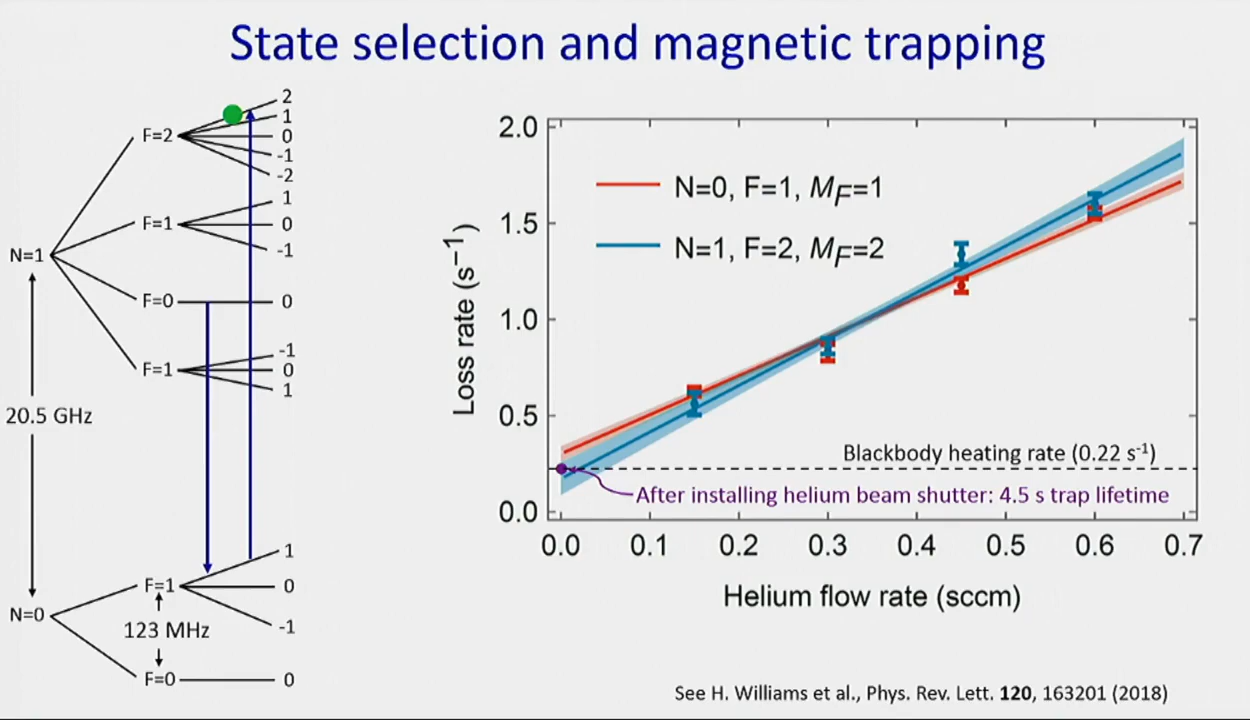 State selection and magnetic trapping
N=1
20.5 GHz
N=0
F=2
2
1
0
-1
-2
F=1
1
0
-1
F=0
0
F=1
-1
0
1
F=1
1
0
-1
123 MHz
F=0
0
2.0
1.5
1.0
0.5
0.0
Loss rate (s⁻¹)
N=0, F=1, M_F=1
N=1, F=2, M_F=2
Blackbody heating rate (0.22 s⁻¹)
After installing helium beam shutter: 4.5 s trap lifetime
0.0 0.1 0.2 0.3 0.4 0.5 0.6 0.7
Helium flow rate (sccm)
See H. Williams et al., Phys. Rev. Lett. 120, 163201 (2018)